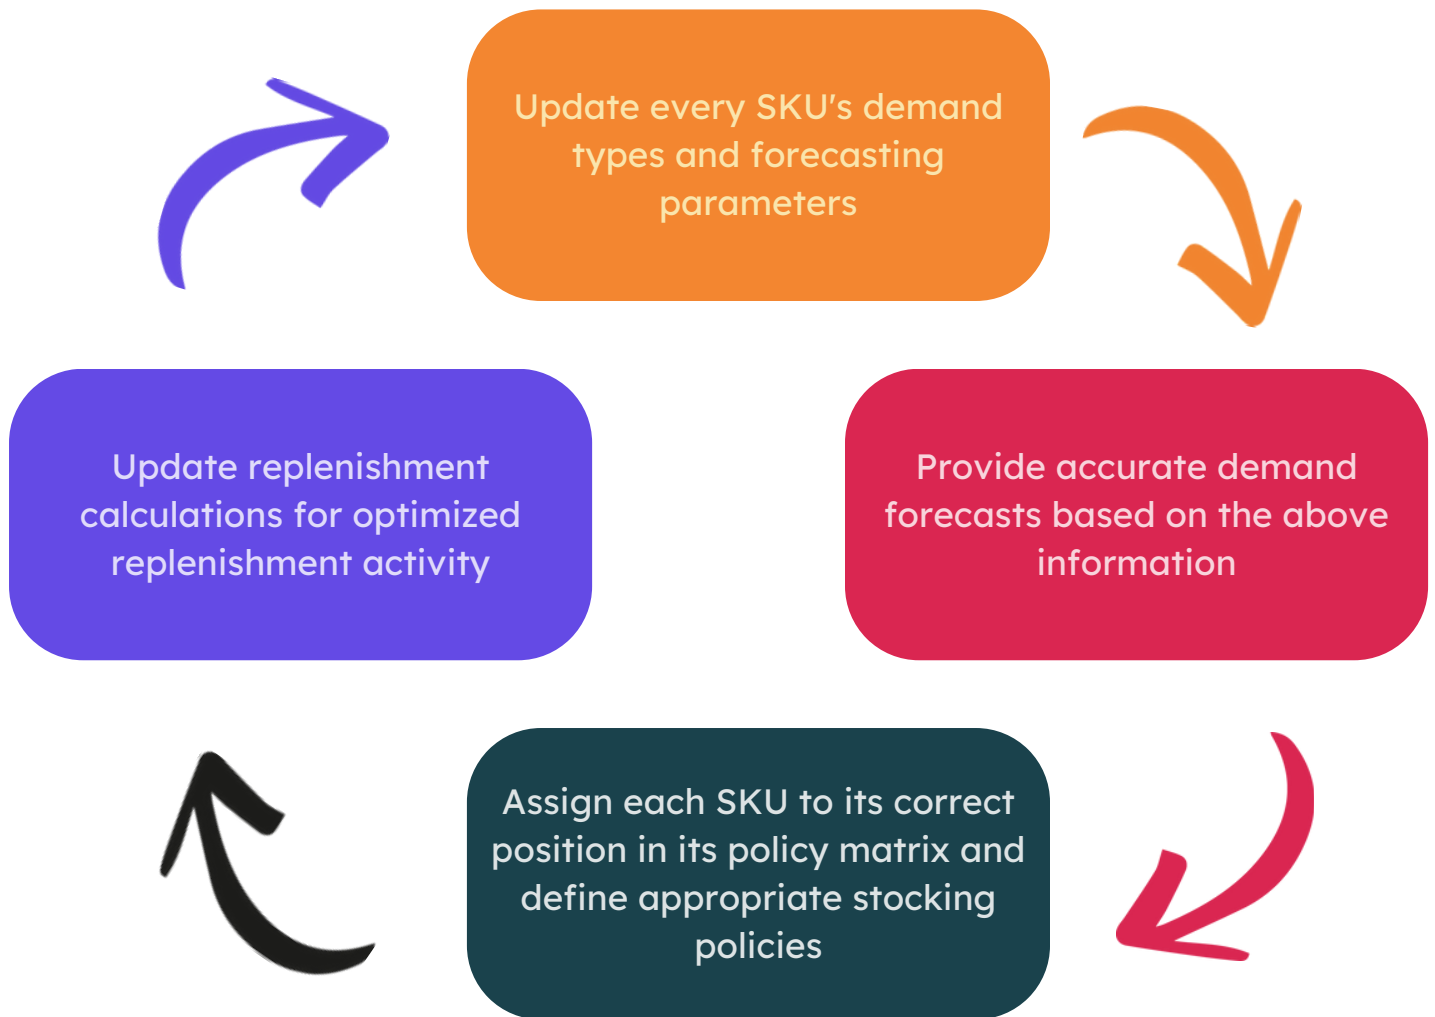 Update every SKU's demand
types and forecasting
parameters
Update replenishment
calculations for optimized
replenishment activity
Provide accurate demand
forecasts based on the above
information
Assign each SKU to its correct
position in its policy matrix and
define appropriate stocking
policies